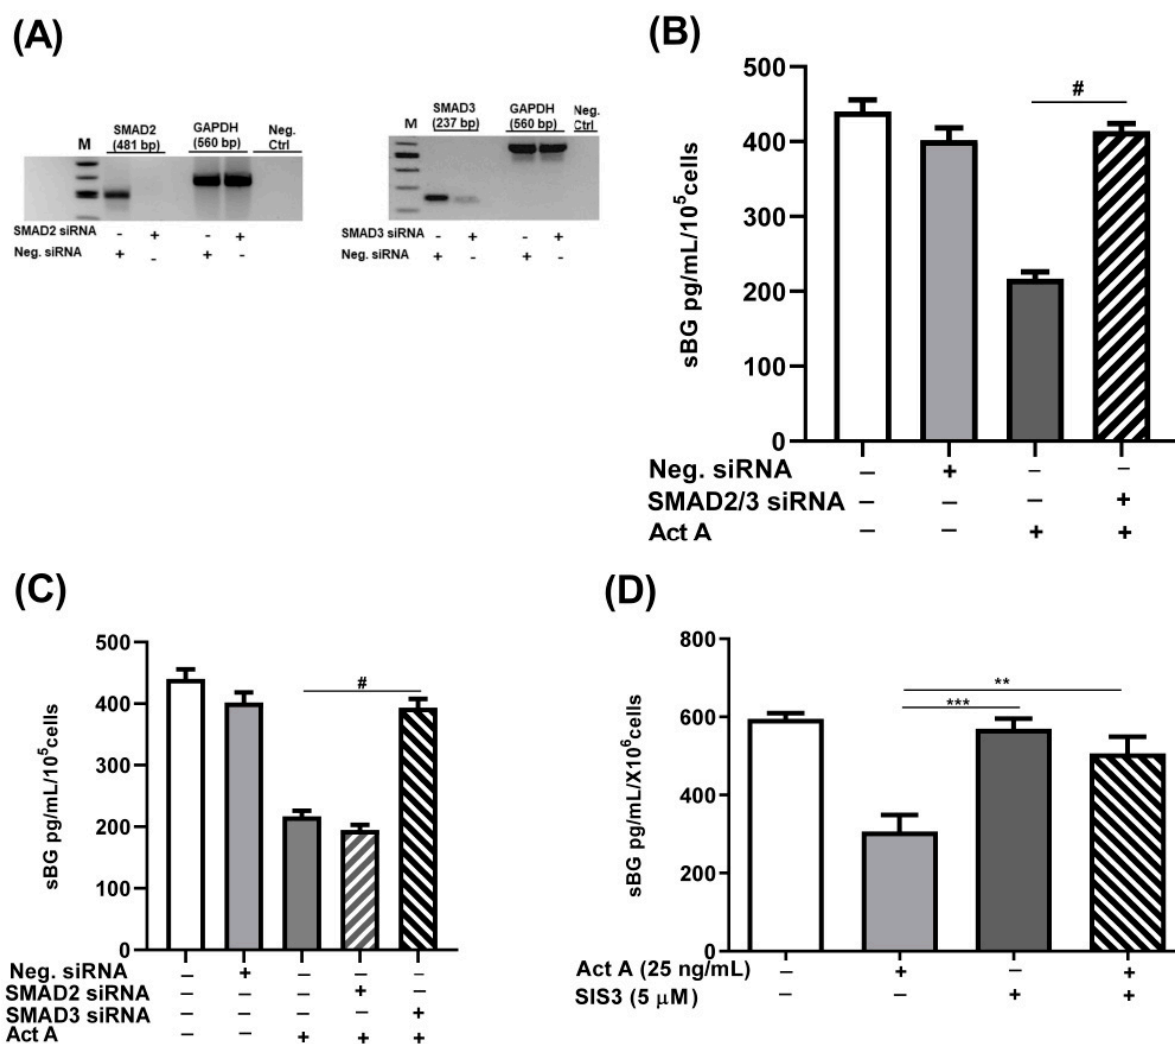 (A)
M
SMAD2
(481 bp)
GAPDH
(560 bp)
Neg.
Ctrl
SMAD2 siRNA - + - +
Neg. siRNA + - + -
M
SMAD3
(237 bp)
GAPDH
(560 bp)
Neg.
Ctrl
SMAD3 siRNA - + - +
Neg. siRNA + - + -
(B)
sBG pg/mL/10⁵cells
500
400
300
200
100
0
#
Neg. siRNA – + – –
SMAD2/3 siRNA – – – +
Act A – – + +
(C)
sBG pg/mL/10⁵cells
500
400
300
200
100
0
#
Neg. siRNA – + – – –
SMAD2 siRNA – – – + –
SMAD3 siRNA – – – – +
Act A – – + + +
(D)
sBG pg/mL/X10⁶cells
800
600
400
200
0
**
***
Act A (25 ng/mL) – + – +
SIS3 (5 µM) – – + +